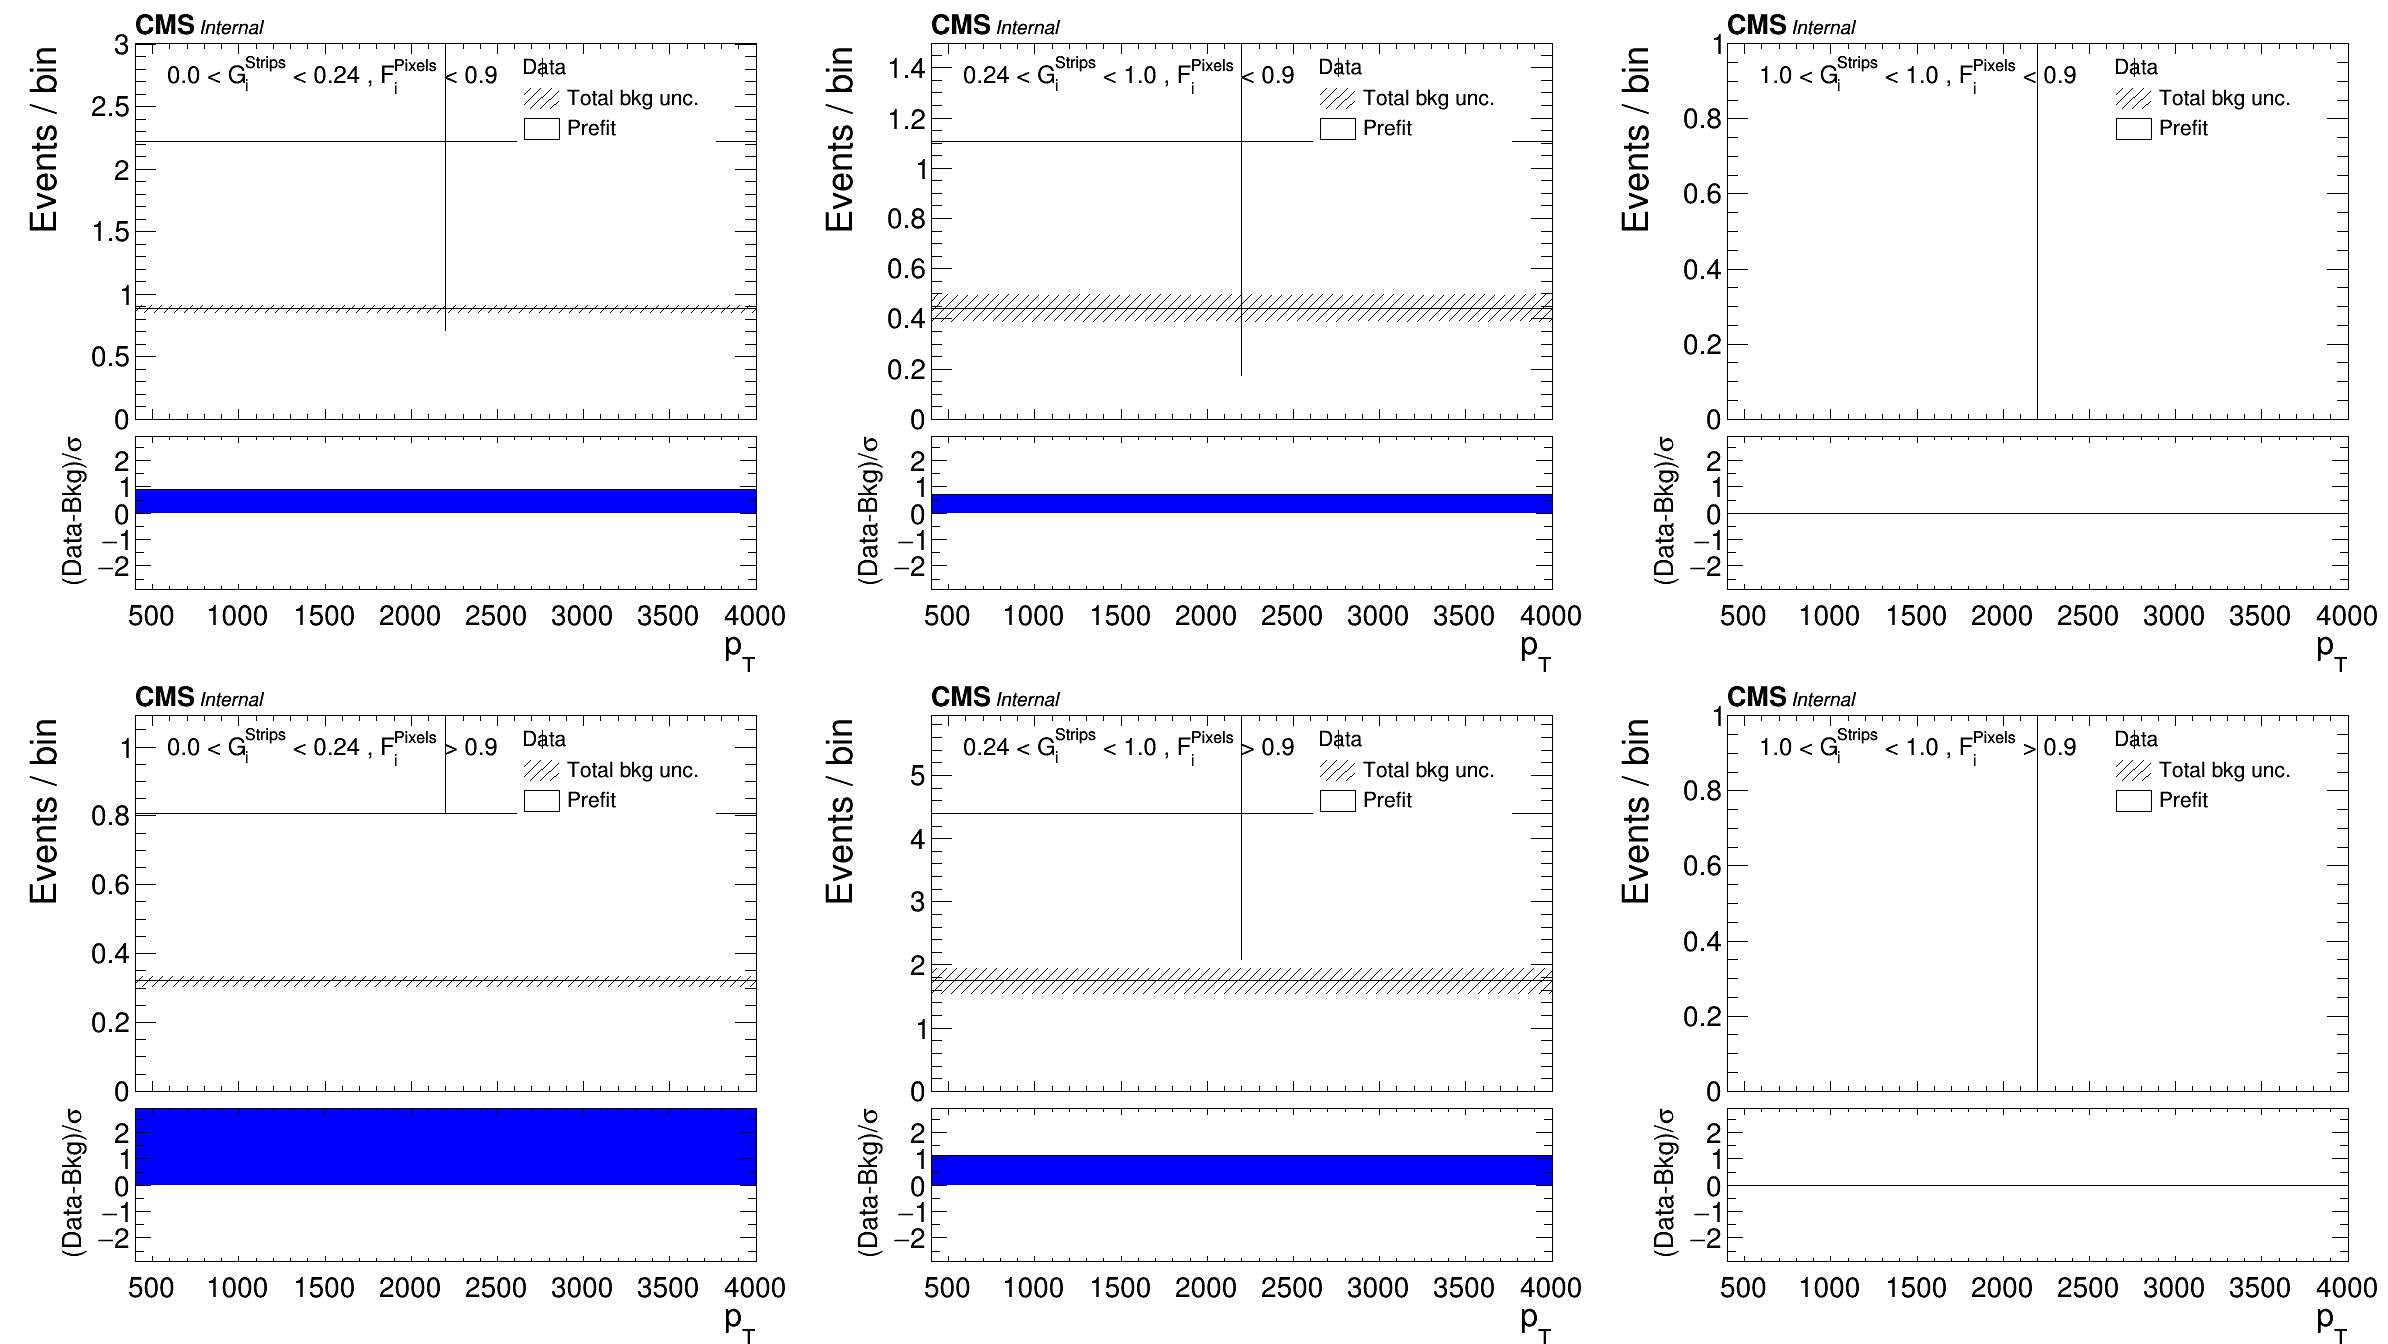 CMS Internal
0.0 < G_i^Strips < 0.24 , F_i^Pixels < 0.9
Data
Total bkg unc.
Prefit
Events / bin
3
2.5
2
1.5
1
0.5
0
(Data-Bkg)/σ
2
1
0
−1
−2
500 1000 1500 2000 2500 3000 3500 4000
p_T
CMS Internal
0.24 < G_i^Strips < 1.0 , F_i^Pixels < 0.9
Data
Total bkg unc.
Prefit
Events / bin
1.4
1.2
1
0.8
0.6
0.4
0.2
0
(Data-Bkg)/σ
2
1
0
−1
−2
500 1000 1500 2000 2500 3000 3500 4000
p_T
CMS Internal
1.0 < G_i^Strips < 1.0 , F_i^Pixels < 0.9
Data
Total bkg unc.
Prefit
Events / bin
1
0.8
0.6
0.4
0.2
0
(Data-Bkg)/σ
2
1
0
−1
−2
500 1000 1500 2000 2500 3000 3500 4000
p_T
CMS Internal
0.0 < G_i^Strips < 0.24 , F_i^Pixels > 0.9
Data
Total bkg unc.
Prefit
Events / bin
1
0.8
0.6
0.4
0.2
0
(Data-Bkg)/σ
2
1
0
−1
−2
500 1000 1500 2000 2500 3000 3500 4000
p_T
CMS Internal
0.24 < G_i^Strips < 1.0 , F_i^Pixels > 0.9
Data
Total bkg unc.
Prefit
Events / bin
5
4
3
2
1
0
(Data-Bkg)/σ
2
1
0
−1
−2
500 1000 1500 2000 2500 3000 3500 4000
p_T
CMS Internal
1.0 < G_i^Strips < 1.0 , F_i^Pixels > 0.9
Data
Total bkg unc.
Prefit
Events / bin
1
0.8
0.6
0.4
0.2
0
(Data-Bkg)/σ
2
1
0
−1
−2
500 1000 1500 2000 2500 3000 3500 4000
p_T